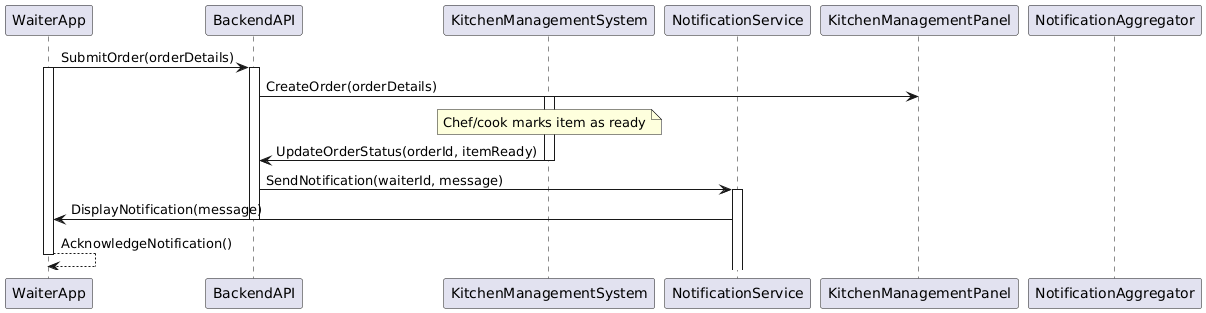 WaiterApp
BackendAPI
KitchenManagementSystem
NotificationService
KitchenManagementPanel
NotificationAggregator
SubmitOrder(orderDetails)
CreateOrder(orderDetails)
Chef/cook marks item as ready
UpdateOrderStatus(orderId, itemReady)
SendNotification(waiterId, message)
DisplayNotification(message)
AcknowledgeNotification()
WaiterApp
BackendAPI
KitchenManagementSystem
NotificationService
KitchenManagementPanel
NotificationAggregator